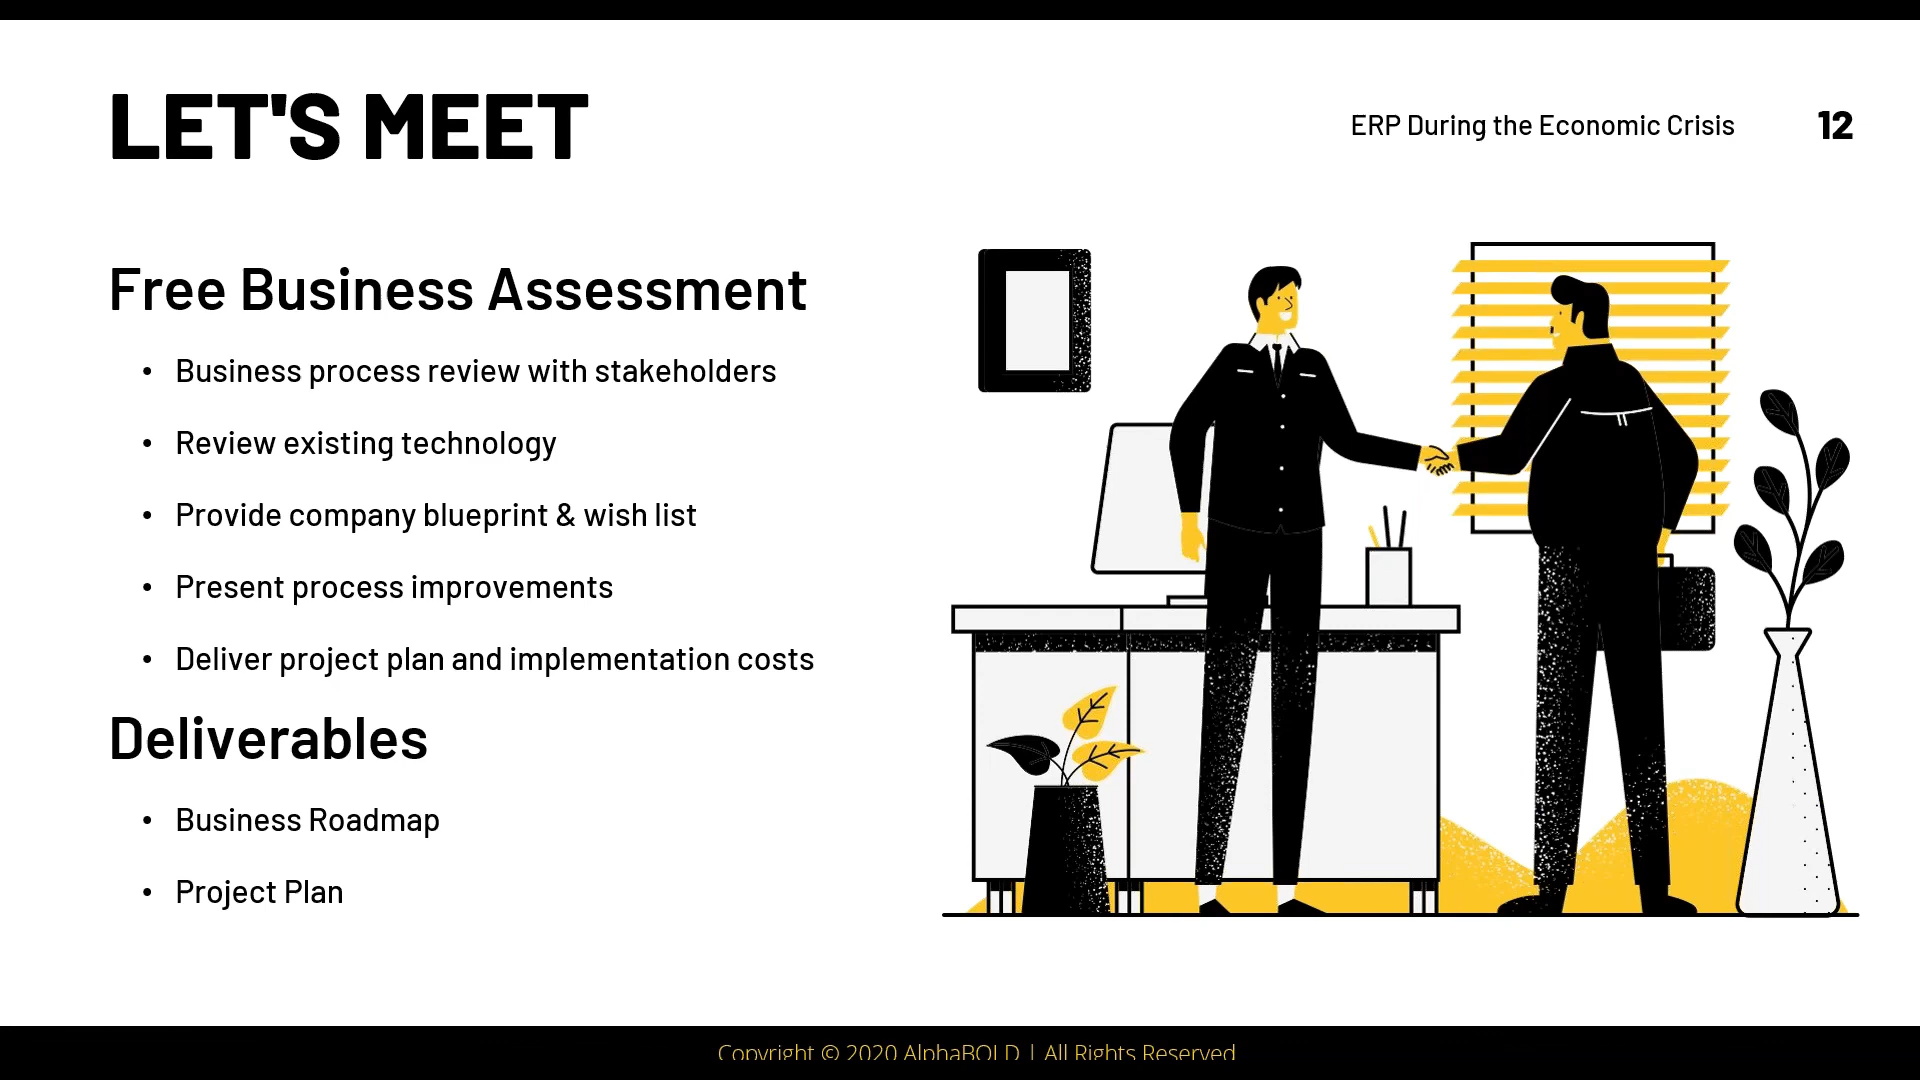 LET'S MEET
ERP During the Economic Crisis
12
Free Business Assessment
• Business process review with stakeholders
• Review existing technology
• Provide company blueprint & wish list
• Present process improvements
• Deliver project plan and implementation costs
Deliverables
• Business Roadmap
• Project Plan
Copyright © 2020 AlphaBOLD | All Rights Reserved